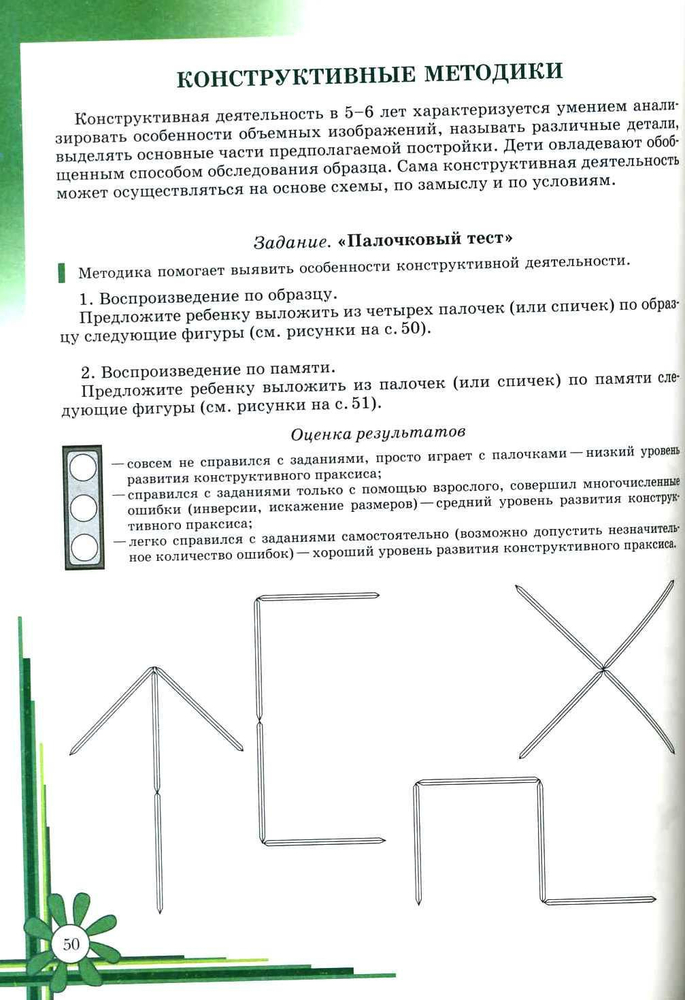 КОНСТРУКТИВНЫЕ МЕТОДИКИ
Конструктивная деятельность в 5–6 лет характеризуется умением анали-
зировать особенности объемных изображений, называть различные детали,
выделять основные части предполагаемой постройки. Дети овладевают обоб-
щенным способом обследования образца. Сама конструктивная деятельность
может осуществляться на основе схемы, по замыслу и по условиям.
Задание. «Палочковый тест»
Методика помогает выявить особенности конструктивной деятельности.
1. Воспроизведение по образцу.
Предложите ребенку выложить из четырех палочек (или спичек) по образ-
цу следующие фигуры (см. рисунки на с. 50).
2. Воспроизведение по памяти.
Предложите ребенку выложить из палочек (или спичек) по памяти сле-
дующие фигуры (см. рисунки на с. 51).
Оценка результатов
— совсем не справился с заданиями, просто играет с палочками — низкий уровень
развития конструктивного праксиса;
— справился с заданиями только с помощью взрослого, совершил многочисленные
ошибки (инверсии, искажение размеров) — средний уровень развития конструк-
тивного праксиса;
— легко справился с заданиями самостоятельно (возможно допустить незначитель-
ное количество ошибок) — хороший уровень развития конструктивного праксиса.
50